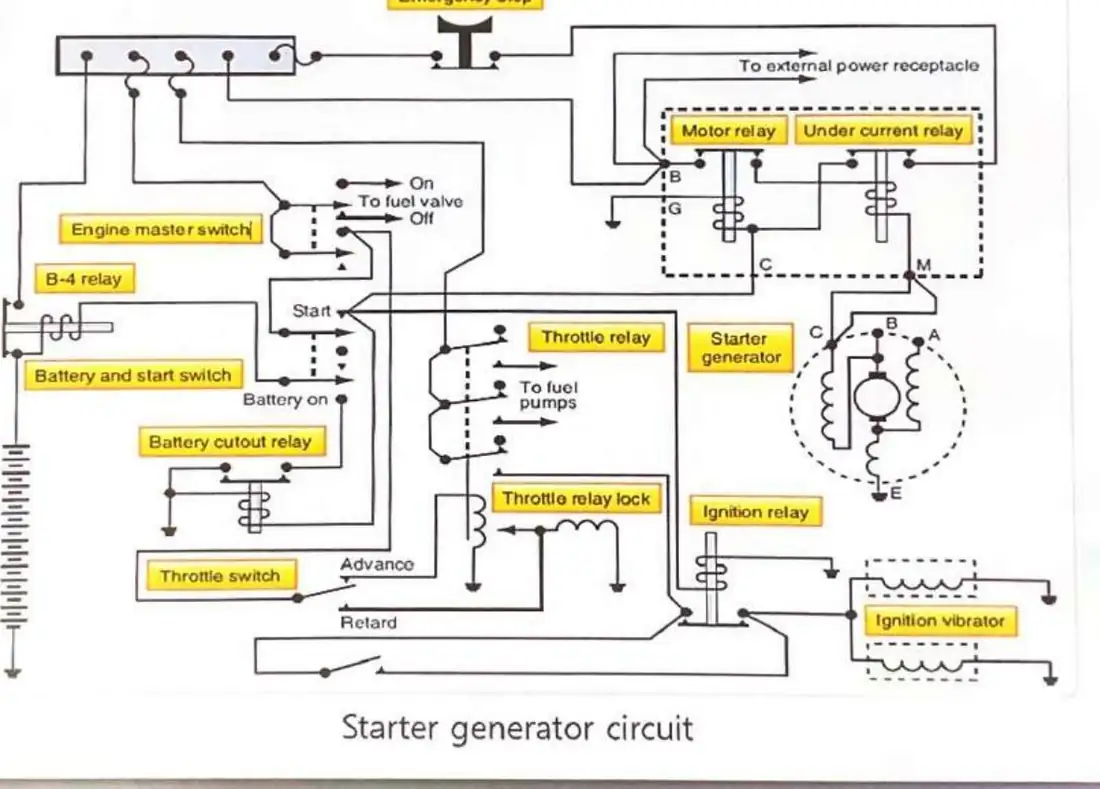 Emergency stop
To external power receptacle
Motor relay
Under current relay
B
G
C
M
On
To fuel valve
Off
Engine master switch
B-4 relay
Start
Battery and start switch
Battery on
Throttle relay
To fuel
pumps
Starter
generator
C
B
A
E
Battery cutout relay
Throttle relay lock
Ignition relay
Throttle switch
Advance
Retard
Ignition vibrator
Starter generator circuit